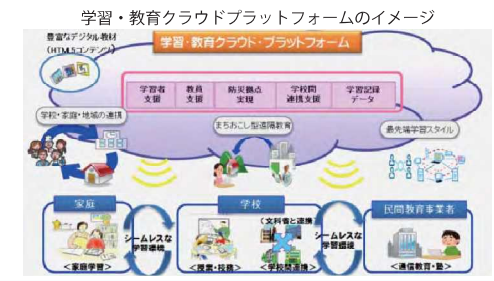 学習・教育クラウドプラットフォームのイメージ
豊富なデジタル教材
(HTML5コンテンツ)
学習・教育クラウド・プラットフォーム
学習者
支援
教員
支援
防災拠点
実現
学校間
連携支援
学習記録
データ
学校・家庭・地域の連携
まちおこし型遠隔教育
最先端学習スタイル
家庭
<家庭学習>
シームレスな
学習環境
学校
(文科省と連携)
<授業・校務>
<学校間連携>
シームレスな
学習環境
民間教育事業者
<通信教育・塾>